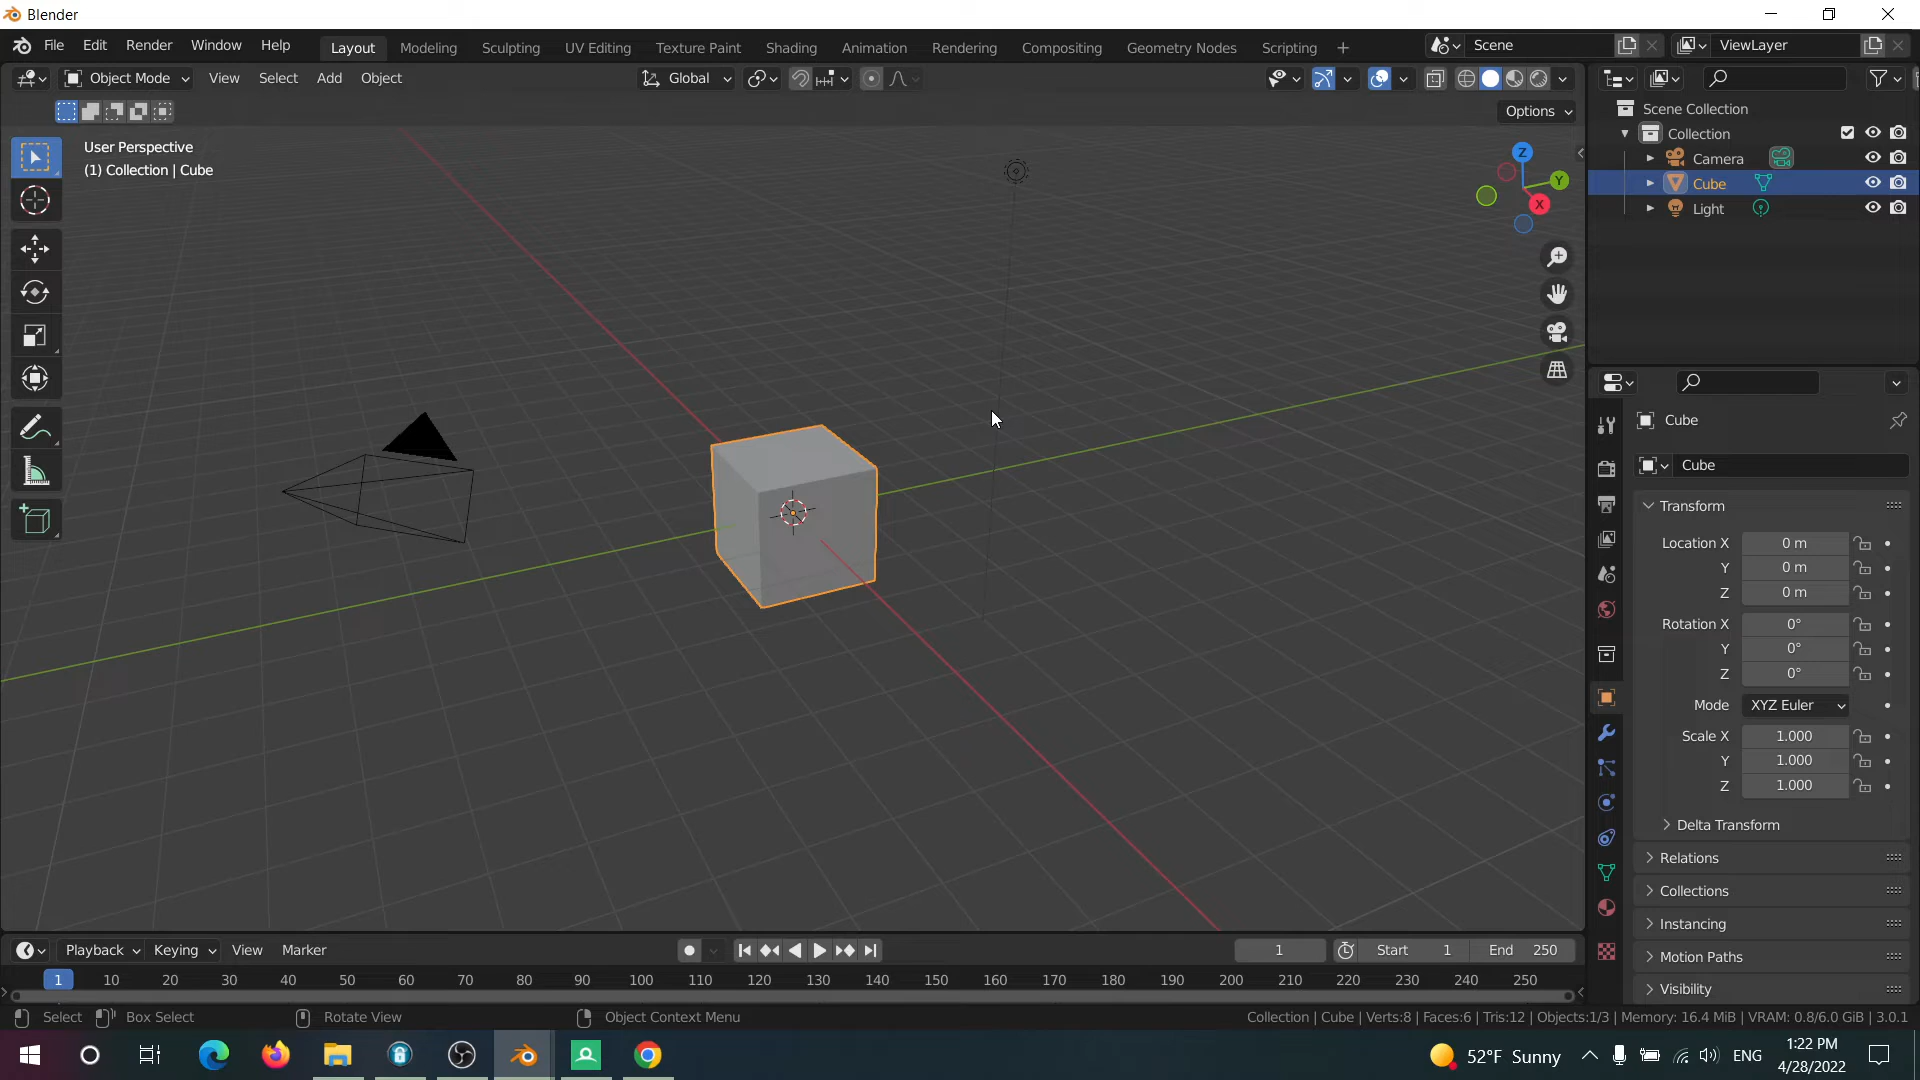 Blender
File Edit Render Window Help Layout Modeling Sculpting UV Editing Texture Paint Shading Animation Rendering Compositing Geometry Nodes Scripting + Scene ViewLayer
Object Mode View Select Add Object Global
Options
User Perspective
(1) Collection | Cube
Z
Y
X
Scene Collection
Collection
Camera
Cube
Light
Cube
Cube
Transform
Location X 0 m
Y 0 m
Z 0 m
Rotation X 0°
Y 0°
Z 0°
Mode XYZ Euler
Scale X 1.000
Y 1.000
Z 1.000
Delta Transform
Relations
Collections
Instancing
Motion Paths
Visibility
Playback Keying View Marker 1 Start 1 End 250
1 10 20 30 40 50 60 70 80 90 100 110 120 130 140 150 160 170 180 190 200 210 220 230 240 250
Select Box Select Rotate View Object Context Menu Collection | Cube | Verts:8 | Faces:6 | Tris:12 | Objects:1/3 | Memory: 16.4 MiB | VRAM: 0.8/6.0 GiB | 3.0.1
52°F Sunny ENG 1:22 PM
4/28/2022